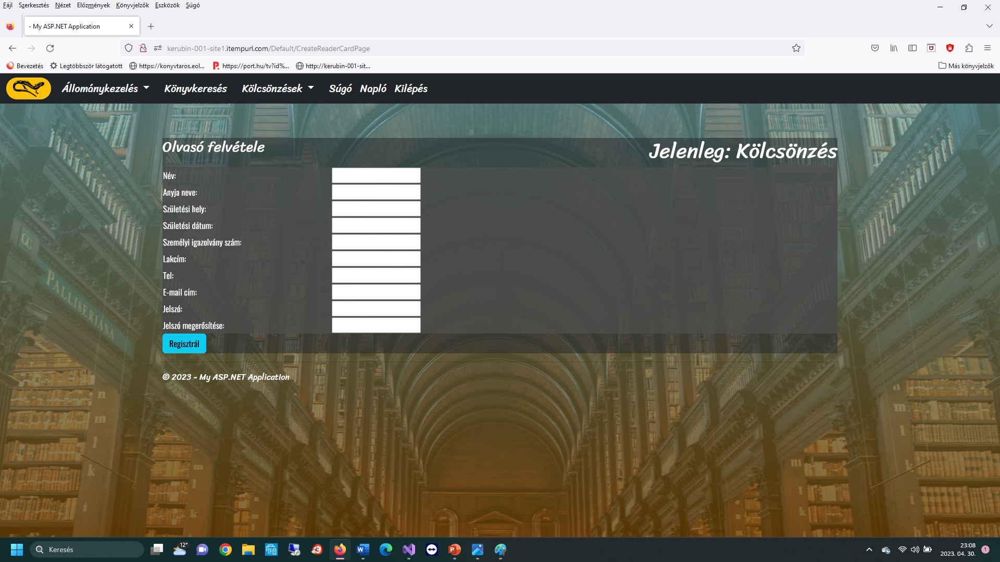 Fájl Szerkesztés Nézet Előzmények Könyvjelzők Eszközök Súgó
- My ASP.NET Application
kerubin-001-site1.itempurl.com/Default/CreateReaderCardPage
Bevezetés Legtöbbször látogatott https://konyvtaros.eol... https://port.hu/tv?id%... http://kerubin-001-sit... Más könyvjelzők
Állománykezelés Könyvkeresés Kölcsönzések Súgó Napló Kilépés
Olvasó felvétele
Jelenleg: Kölcsönzés
Név:
Anyja neve:
Születési hely:
Születési dátum:
Személyi igazolvány szám:
Lakcím:
Tel:
E-mail cím:
Jelszó:
Jelszó megerősítése:
Regisztrál
© 2023 - My ASP.NET Application
PALLISERIANA
Keresés
12°
23:08
2023. 04. 30.
1